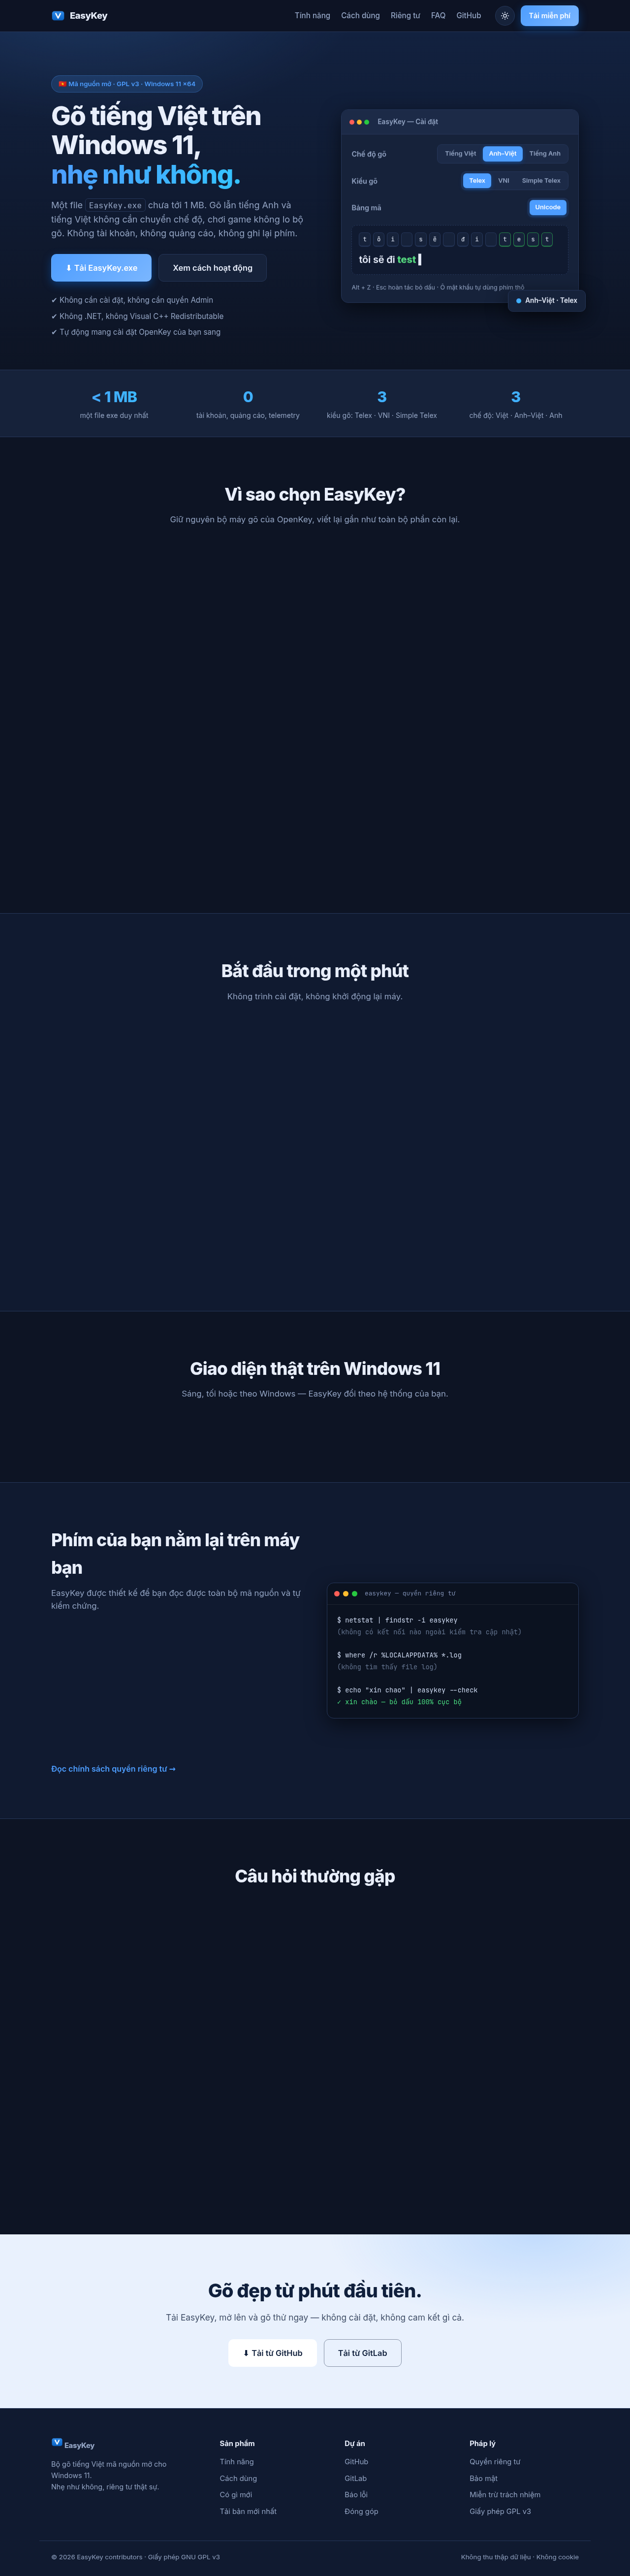 EasyKey
Tính năng Cách dùng Riêng tư FAQ GitHub Tải miễn phí
Mã nguồn mở · GPL v3 · Windows 11 x64
Gõ tiếng Việt trên
Windows 11,
nhẹ như không.
Một file EasyKey.exe chưa tới 1 MB. Gõ lẫn tiếng Anh và
tiếng Việt không cần chuyển chế độ, chơi game không lo bộ
gõ. Không tài khoản, không quảng cáo, không ghi lại phím.
⬇ Tải EasyKey.exe Xem cách hoạt động
✔ Không cần cài đặt, không cần quyền Admin
✔ Không .NET, không Visual C++ Redistributable
✔ Tự động mang cài đặt OpenKey của bạn sang
EasyKey — Cài đặt
Chế độ gõ Tiếng Việt Anh–Việt Tiếng Anh
Kiểu gõ Telex VNI Simple Telex
Bảng mã Unicode
t ô i s ẽ đ i t e s t
tôi sẽ đi test
Alt + Z · Esc hoàn tác bỏ dấu · Ô mật khẩu tự dùng phím thô
Anh–Việt · Telex
< 1 MB
một file exe duy nhất
0
tài khoản, quảng cáo, telemetry
3
kiểu gõ: Telex · VNI · Simple Telex
3
chế độ: Việt · Anh–Việt · Anh
Vì sao chọn EasyKey?
Giữ nguyên bộ máy gõ của OpenKey, viết lại gần như toàn bộ phần còn lại.
Bắt đầu trong một phút
Không trình cài đặt, không khởi động lại máy.
Giao diện thật trên Windows 11
Sáng, tối hoặc theo Windows — EasyKey đổi theo hệ thống của bạn.
Phím của bạn nằm lại trên máy
bạn
EasyKey được thiết kế để bạn đọc được toàn bộ mã nguồn và tự
kiểm chứng.
Đọc chính sách quyền riêng tư →
easykey — quyền riêng tư
$ netstat | findstr -i easykey
(không có kết nối nào ngoài kiểm tra cập nhật)
$ where /r %LOCALAPPDATA% *.log
(không tìm thấy file log)
$ echo "xin chao" | easykey --check
✓ xin chào — bỏ dấu 100% cục bộ
Câu hỏi thường gặp
Gõ đẹp từ phút đầu tiên.
Tải EasyKey, mở lên và gõ thử ngay — không cài đặt, không cam kết gì cả.
⬇ Tải từ GitHub Tải từ GitLab
EasyKey
Bộ gõ tiếng Việt mã nguồn mở cho
Windows 11.
Nhẹ như không, riêng tư thật sự.
Sản phẩm
Tính năng
Cách dùng
Có gì mới
Tải bản mới nhất
Dự án
GitHub
GitLab
Báo lỗi
Đóng góp
Pháp lý
Quyền riêng tư
Bảo mật
Miễn trừ trách nhiệm
Giấy phép GPL v3
© 2026 EasyKey contributors · Giấy phép GNU GPL v3
Không thu thập dữ liệu · Không cookie